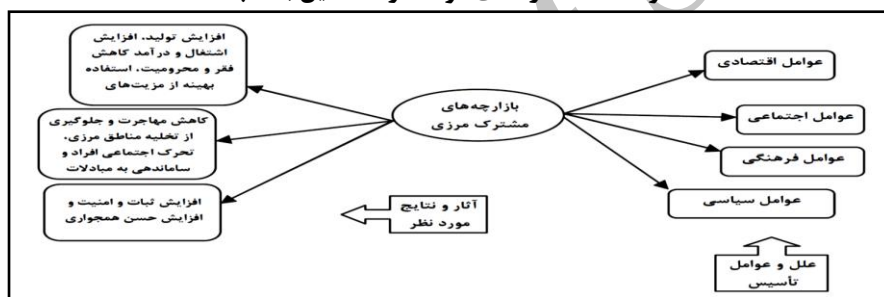 افزایش تولید، افزایش
اشتغال و درآمد کاهش
فقر و محرومیت، استفاده
بهینه از مزیت‌های
کاهش مهاجرت و جلوگیری
از تخلیه مناطق مرزی،
تحرک اجتماعی افراد و
ساماندهی به مبادلات
افزایش ثبات و امنیت و
افزایش حسن همجواری
بازارچه‌های
مشترک مرزی
عوامل اقتصادی
عوامل اجتماعی
عوامل فرهنگی
عوامل سیاسی
آثار و نتایج
مورد نظر
علل و عوامل
تأسیس